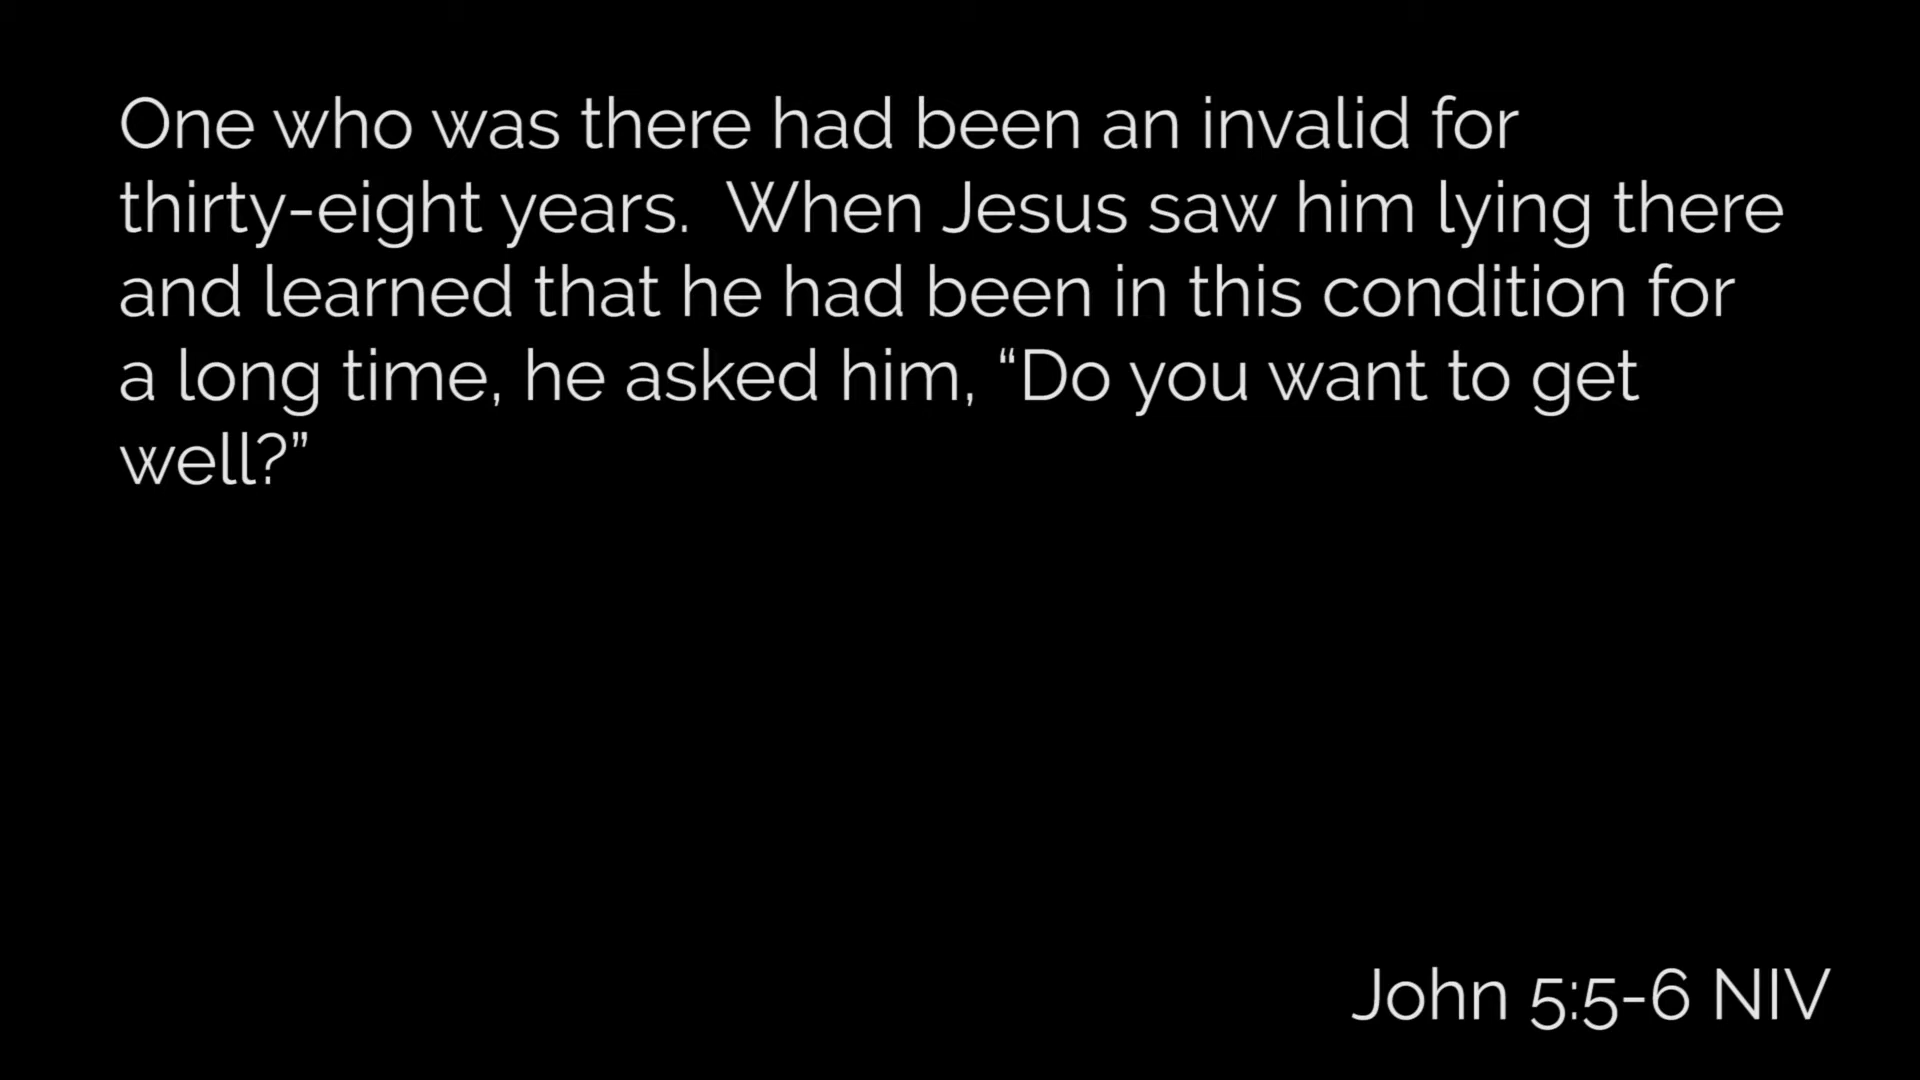 One who was there had been an invalid for
thirty-eight years.  When Jesus saw him lying there
and learned that he had been in this condition for
a long time, he asked him, “Do you want to get
well?”
John 5:5-6 NIV